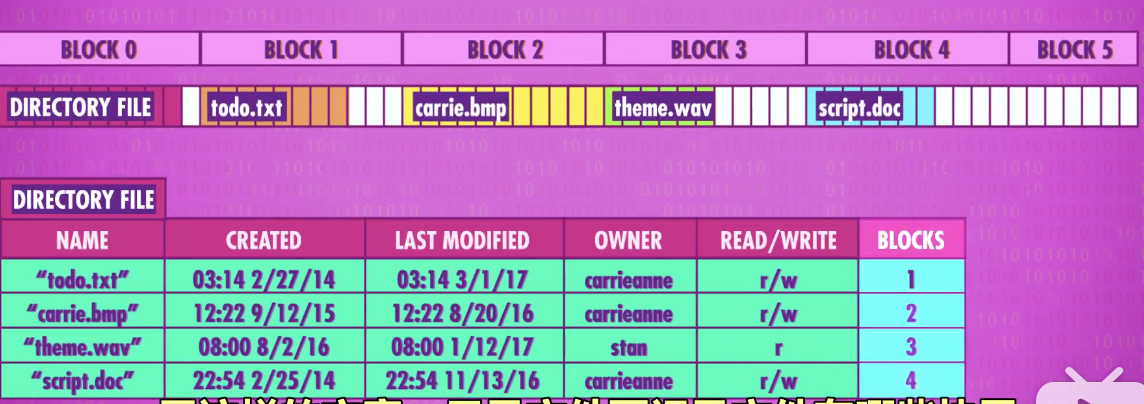 BLOCK 0 BLOCK 1 BLOCK 2 BLOCK 3 BLOCK 4 BLOCK 5
DIRECTORY FILE todo.txt carrie.bmp theme.wav script.doc
DIRECTORY FILE
NAME CREATED LAST MODIFIED OWNER READ/WRITE BLOCKS
“todo.txt” 03:14 2/27/14 03:14 3/1/17 carrieanne r/w 1
“carrie.bmp” 12:22 9/12/15 12:22 8/20/16 carrieanne r/w 2
“theme.wav” 08:00 8/2/16 08:00 1/12/17 stan r 3
“script.doc” 22:54 2/25/14 22:54 11/13/16 carrieanne r/w 4